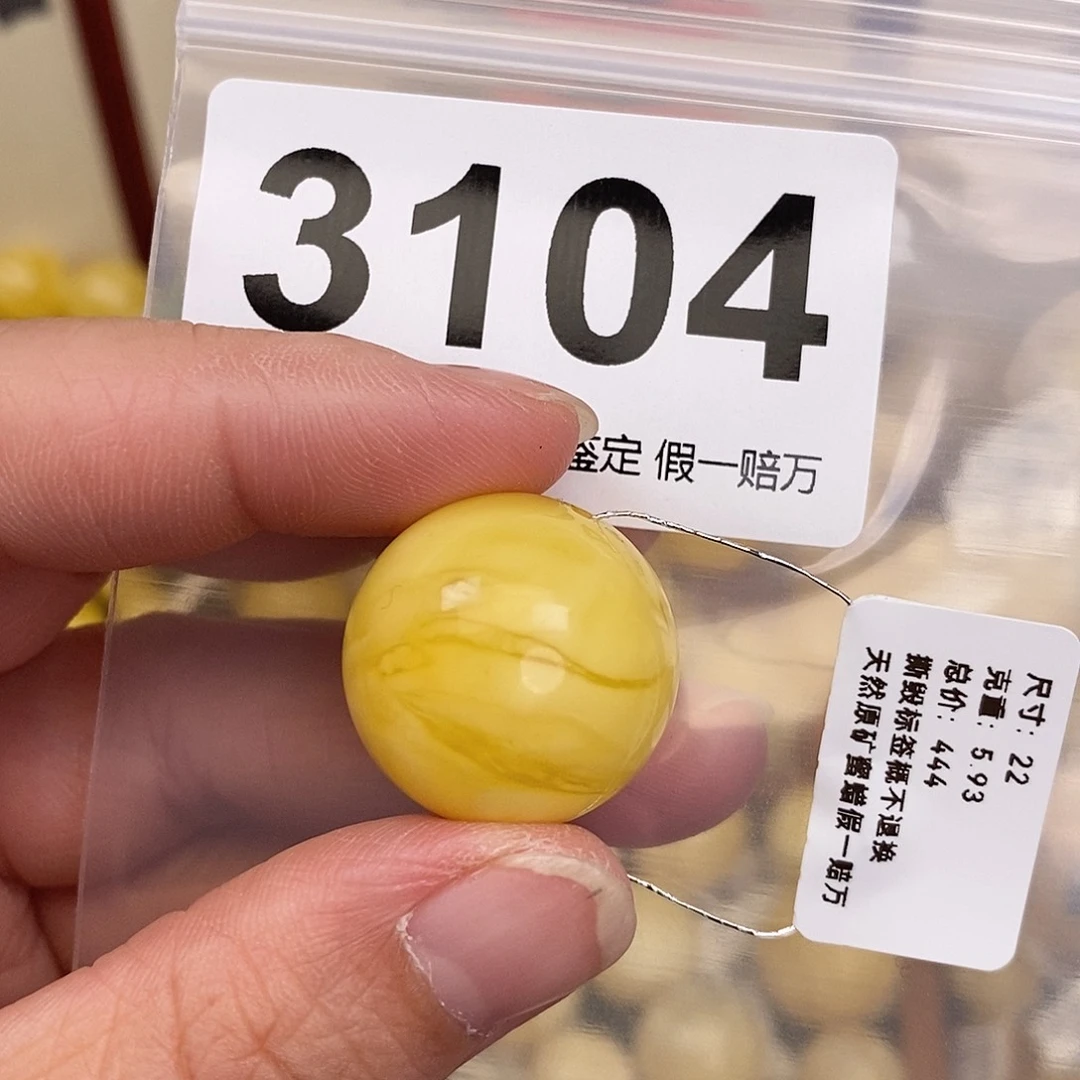 3104
鉴定 假一赔万
尺寸: 22
克重: 5.93
总价: 444
撕毁标签概不退换
天然原矿蜜蜡假一赔万